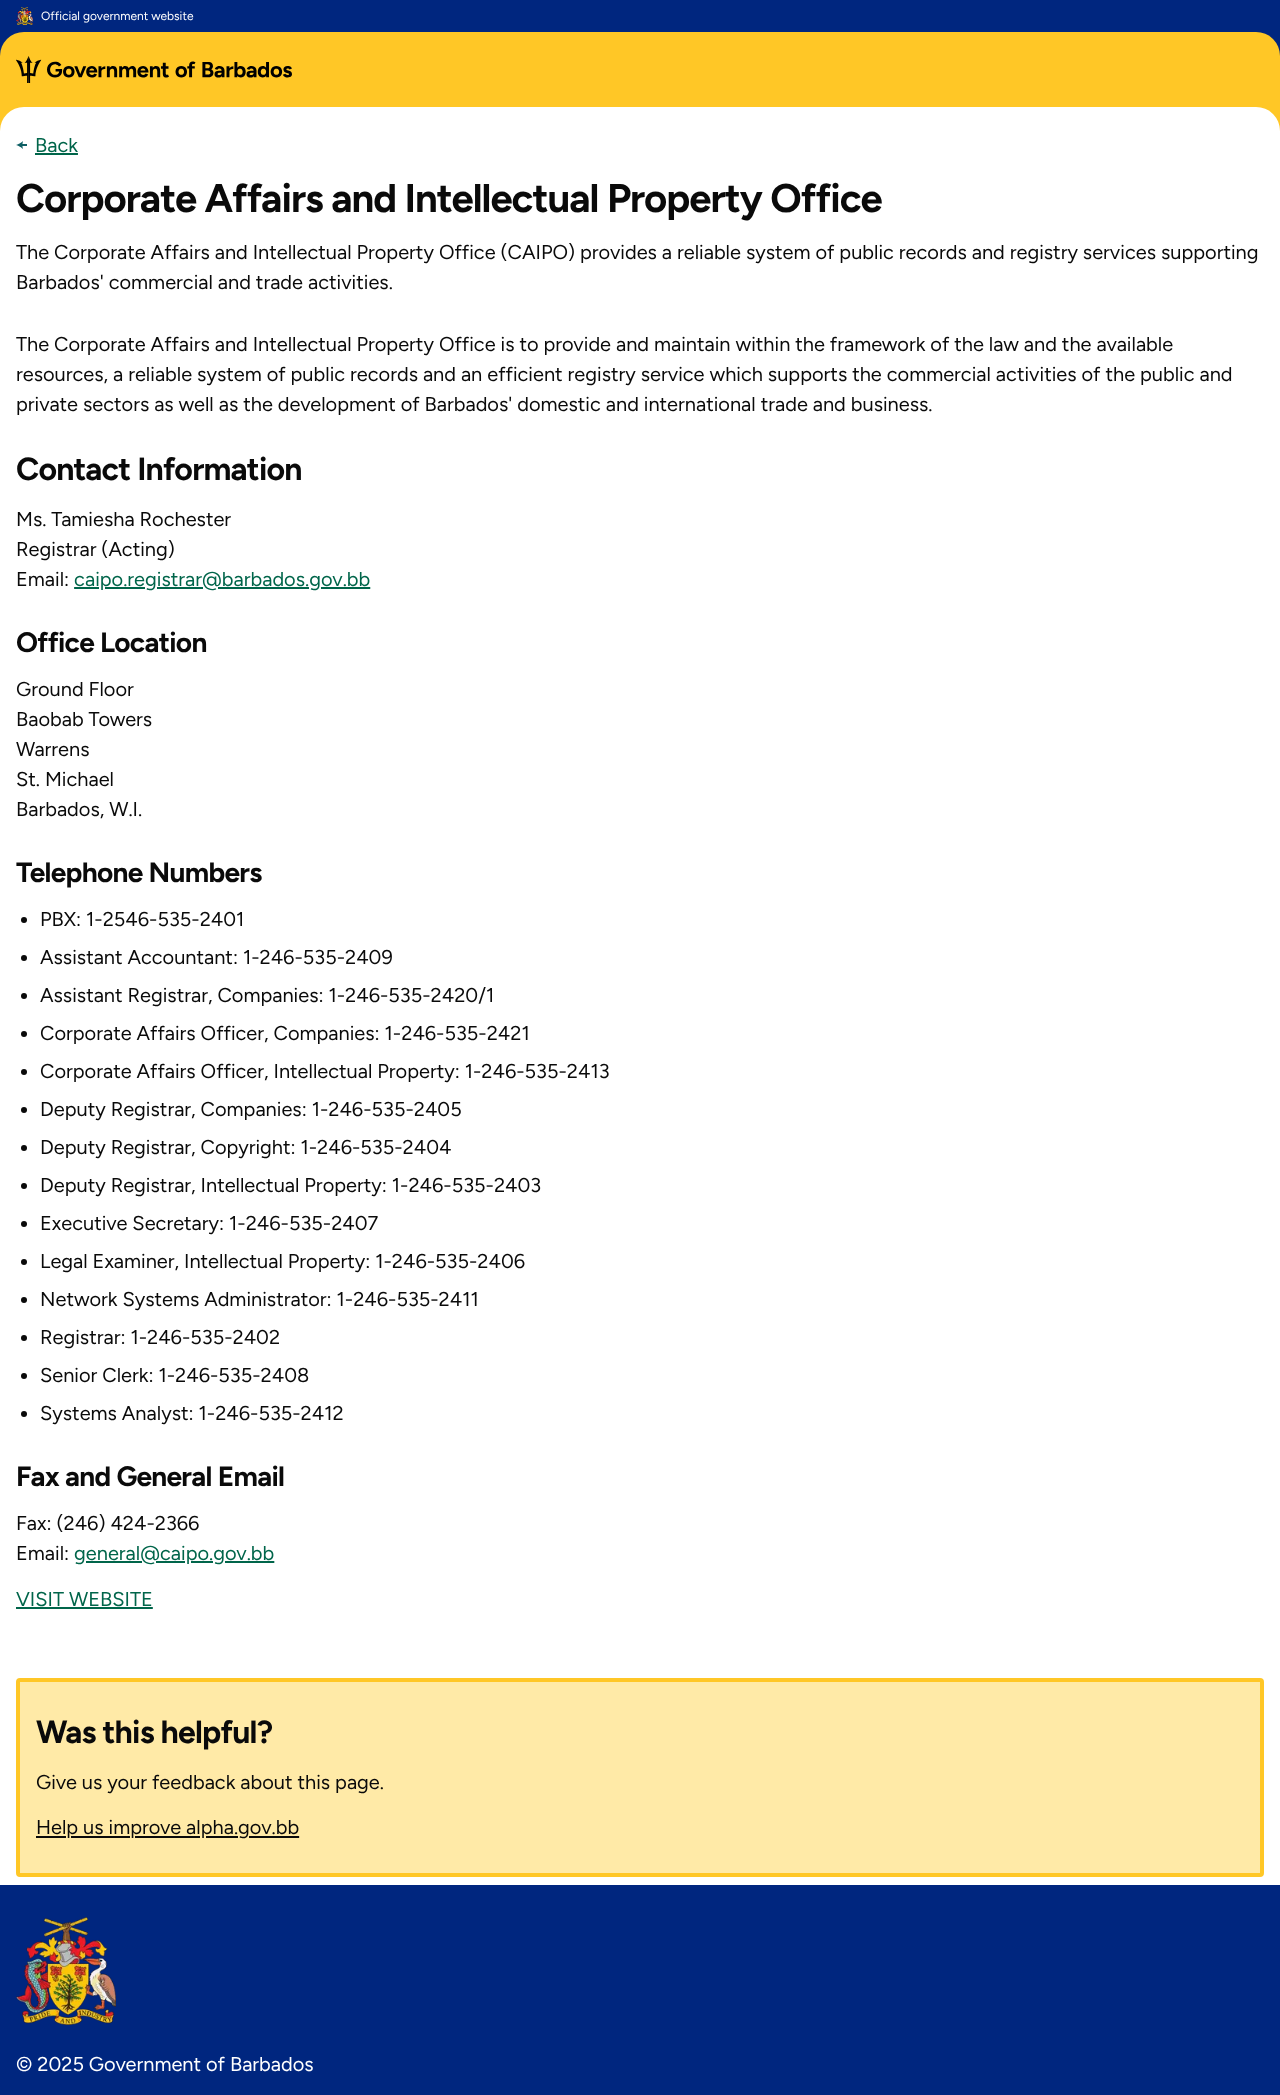 Official government website
Government of Barbados
← Back
Corporate Affairs and Intellectual Property Office
The Corporate Affairs and Intellectual Property Office (CAIPO) provides a reliable system of public records and registry services supporting
Barbados' commercial and trade activities.
The Corporate Affairs and Intellectual Property Office is to provide and maintain within the framework of the law and the available
resources, a reliable system of public records and an efficient registry service which supports the commercial activities of the public and
private sectors as well as the development of Barbados' domestic and international trade and business.
Contact Information
Ms. Tamiesha Rochester
Registrar (Acting)
Email: caipo.registrar@barbados.gov.bb
Office Location
Ground Floor
Baobab Towers
Warrens
St. Michael
Barbados, W.I.
Telephone Numbers
• PBX: 1-2546-535-2401
• Assistant Accountant: 1-246-535-2409
• Assistant Registrar, Companies: 1-246-535-2420/1
• Corporate Affairs Officer, Companies: 1-246-535-2421
• Corporate Affairs Officer, Intellectual Property: 1-246-535-2413
• Deputy Registrar, Companies: 1-246-535-2405
• Deputy Registrar, Copyright: 1-246-535-2404
• Deputy Registrar, Intellectual Property: 1-246-535-2403
• Executive Secretary: 1-246-535-2407
• Legal Examiner, Intellectual Property: 1-246-535-2406
• Network Systems Administrator: 1-246-535-2411
• Registrar: 1-246-535-2402
• Senior Clerk: 1-246-535-2408
• Systems Analyst: 1-246-535-2412
Fax and General Email
Fax: (246) 424-2366
Email: general@caipo.gov.bb
VISIT WEBSITE
Was this helpful?
Give us your feedback about this page.
Help us improve alpha.gov.bb
PRIDE AND INDUSTRY
© 2025 Government of Barbados